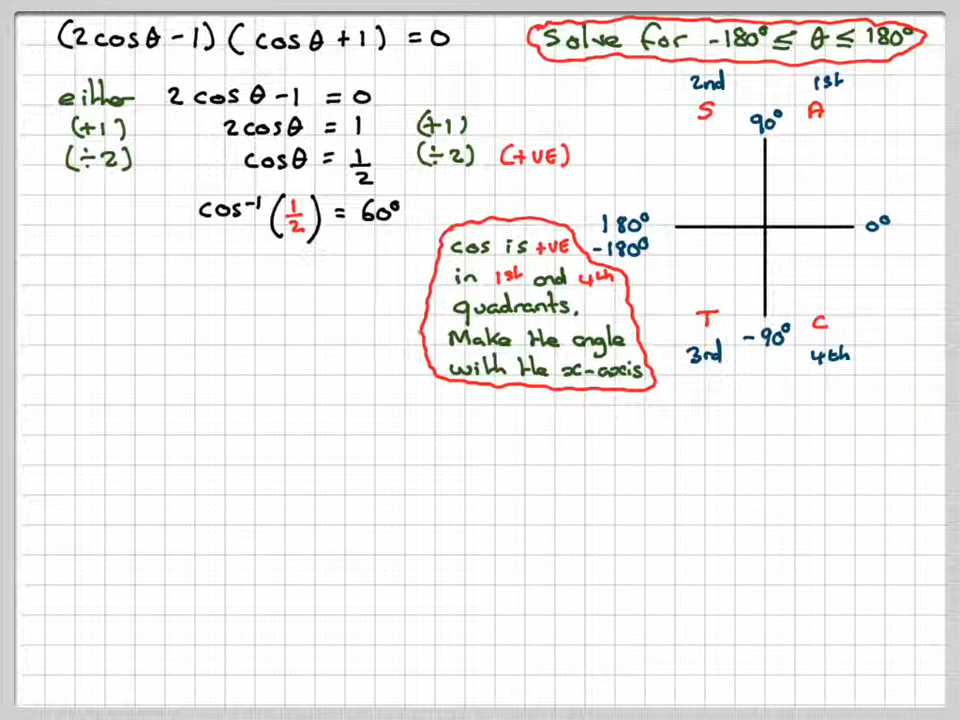 (2cosθ - 1)(cosθ + 1) = 0
Solve for -180° ≤ θ ≤ 180°
either 2cosθ - 1 = 0
(+1) 2cosθ = 1 (+1)
(÷2) cosθ = 1/2 (÷2) (+VE)
cos⁻¹(1/2) = 60°
cos is +VE
in 1st and 4th
quadrants.
Make the angle
with the x-axis
2nd 1st
S A
90°
180° 0°
-180°
T C
-90°
3rd 4th